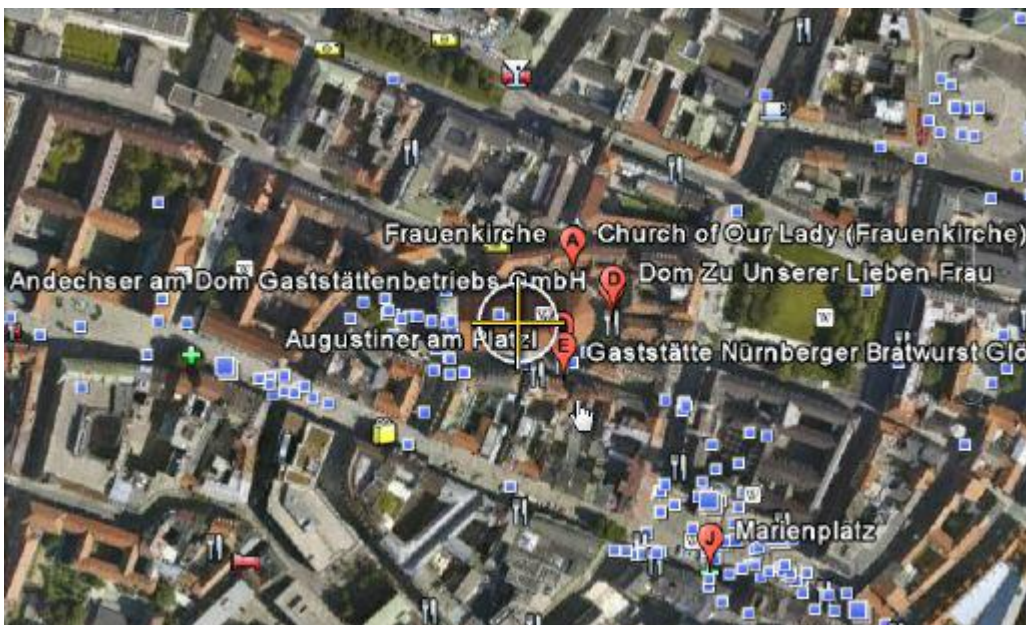 Frauenkirche
A
Church of Our Lady (Frauenkirche)
Andechser am Dom Gaststättenbetriebs GmbH
D
Dom Zu Unserer Lieben Frau
W
W
W
Augustiner am Platzl
E
Gaststätte Nürnberger Bratwurst Glö
W
J
Marienplatz
W